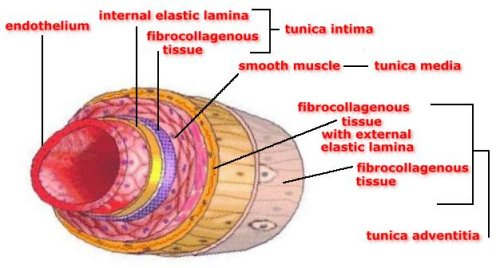 endothelium
internal elastic lamina
fibrocollagenous
tissue
tunica intima
smooth muscle
tunica media
fibrocollagenous
tissue
with external
elastic lamina
fibrocollagenous
tissue
tunica adventitia